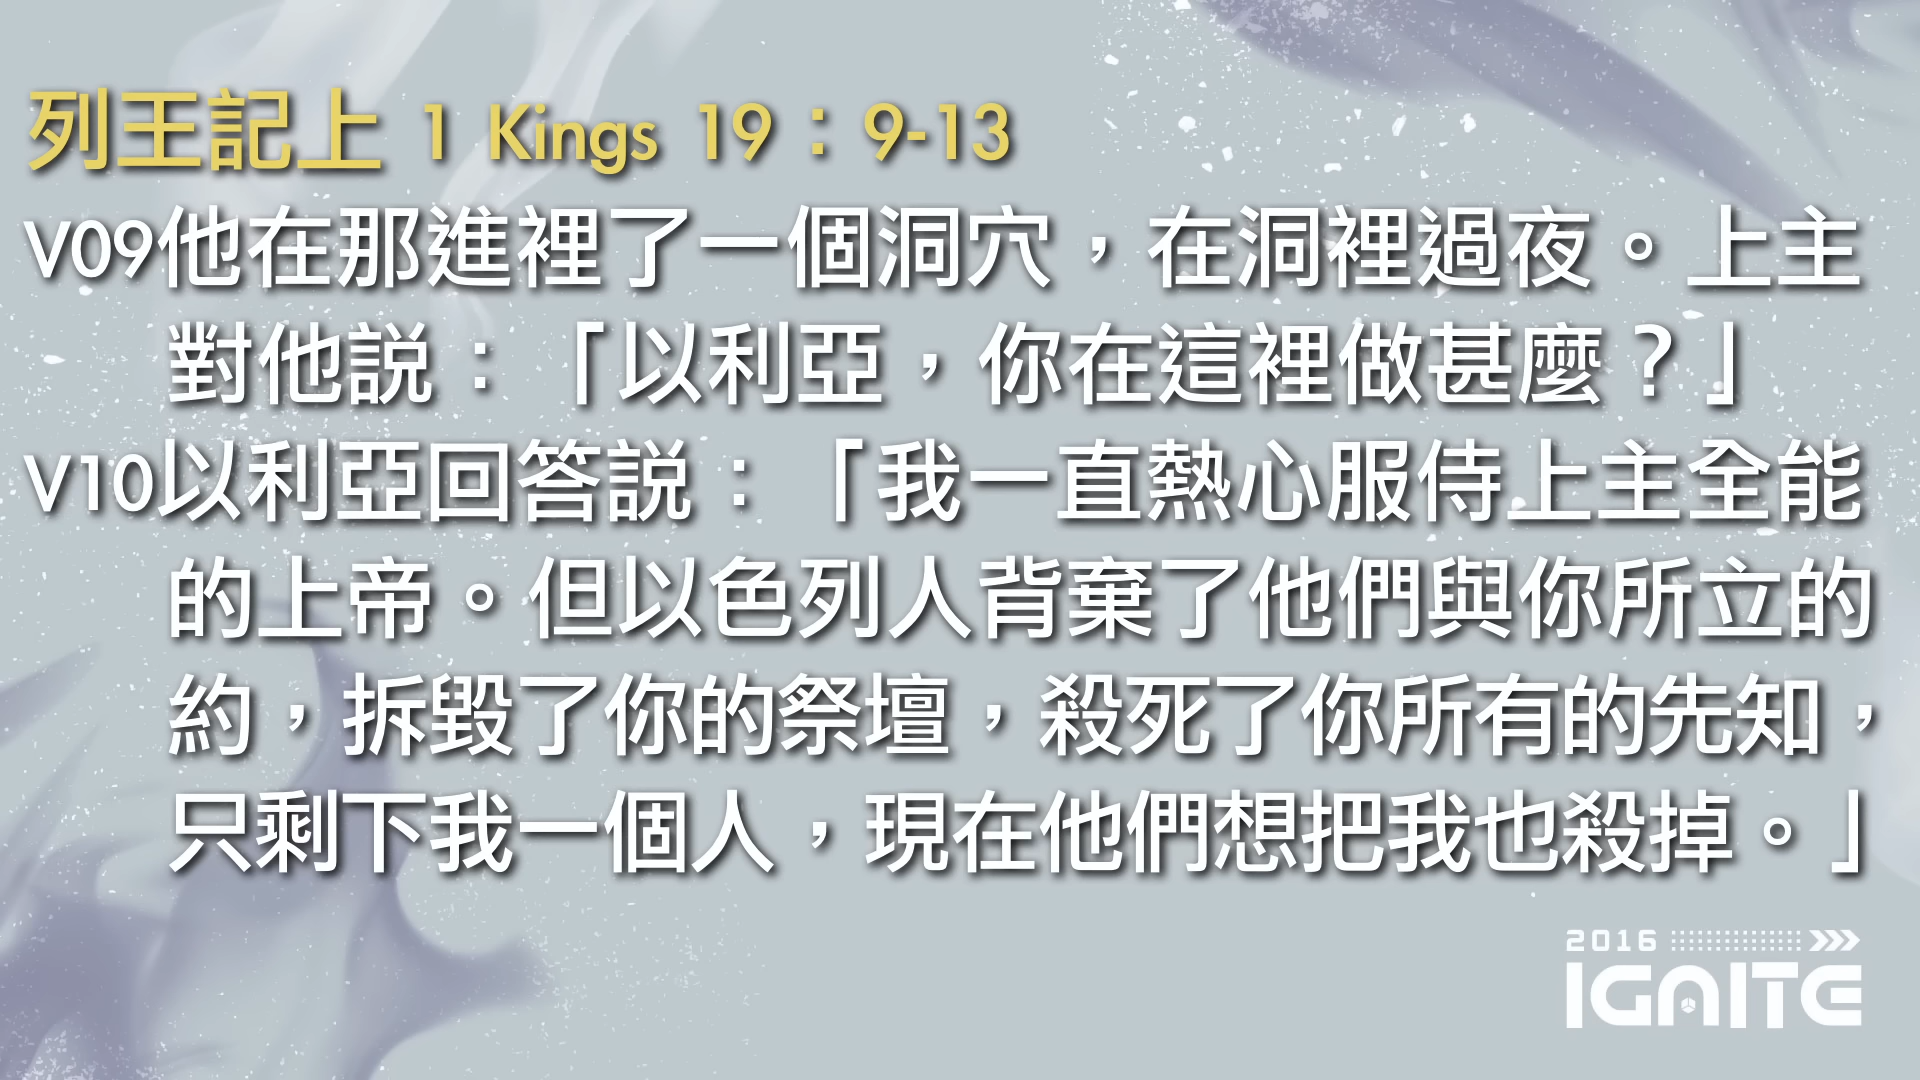 列王記上 1 Kings 19：9-13
V09他在那進裡了一個洞穴，在洞裡過夜。上主
對他說：「以利亞，你在這裡做甚麼？」
V10以利亞回答說：「我一直熱心服侍上主全能
的上帝。但以色列人背棄了他們與你所立的
約，拆毀了你的祭壇，殺死了你所有的先知，
只剩下我一個人，現在他們想把我也殺掉。」
2016
IGNITE